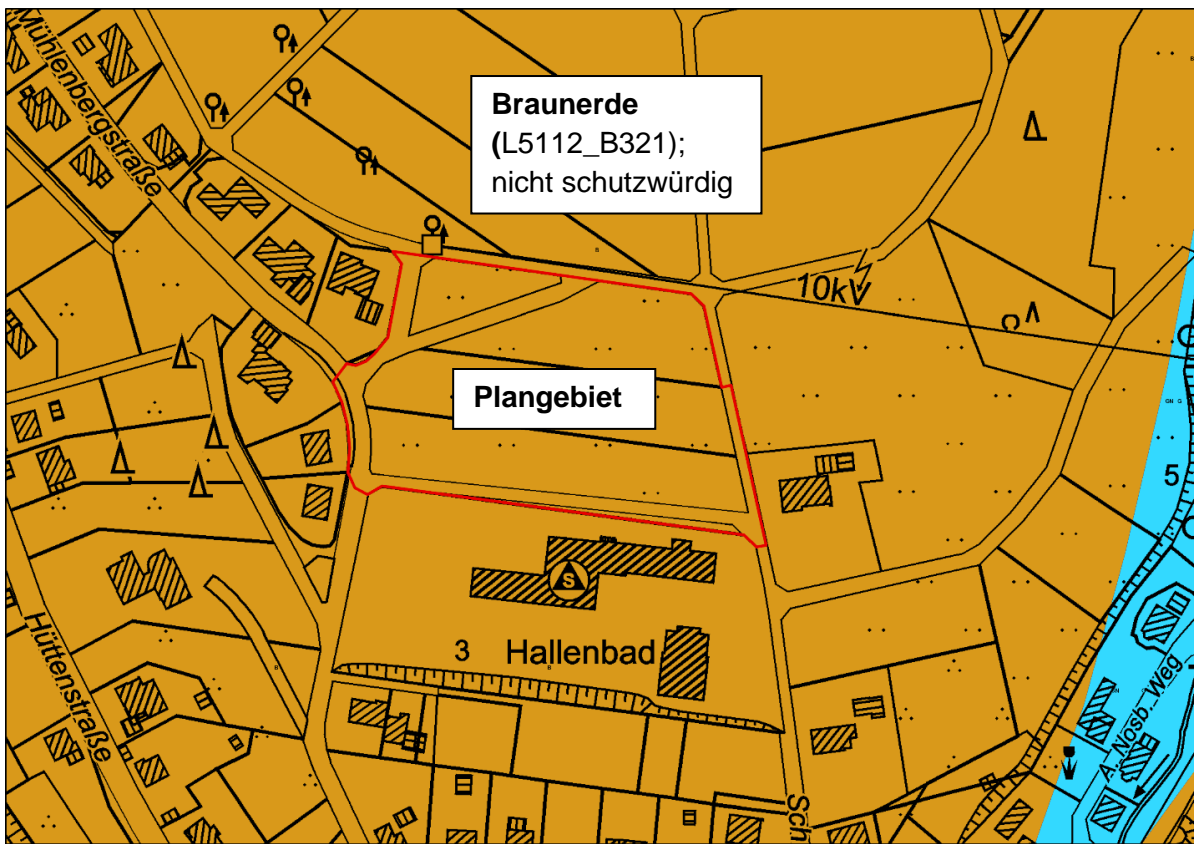 Mühlenbergstraße
Braunerde
(L5112_B321);
nicht schutzwürdig
10kV
Plangebiet
5
S
3 Hallenbad
Hüttenstraße
A. Nosb. Weg
Sch